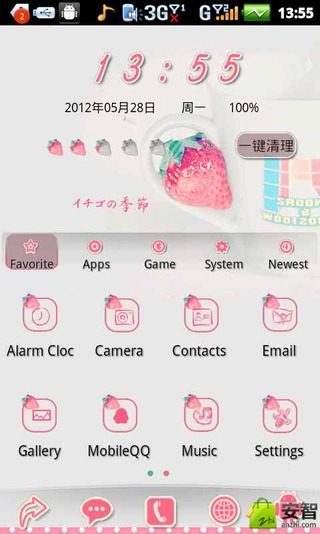 2 3G 1 G 2 13:55
13:55
2012年05月28日 周一 100%
一键清理
イチゴの季節
Favorite Apps Game System Newest
Alarm Cloc Camera Contacts Email
Gallery MobileQQ Music Settings
安智
anzhi.com